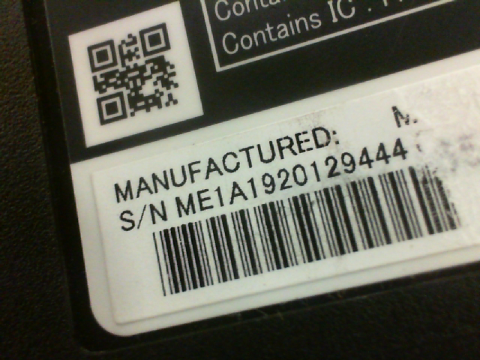 Contains IC :
MANUFACTURED:
S/N ME1A1920129444